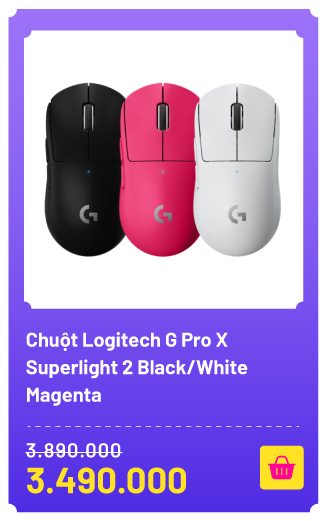 Chuột Logitech G Pro X
Superlight 2 Black/White
Magenta
3.890.000
3.490.000